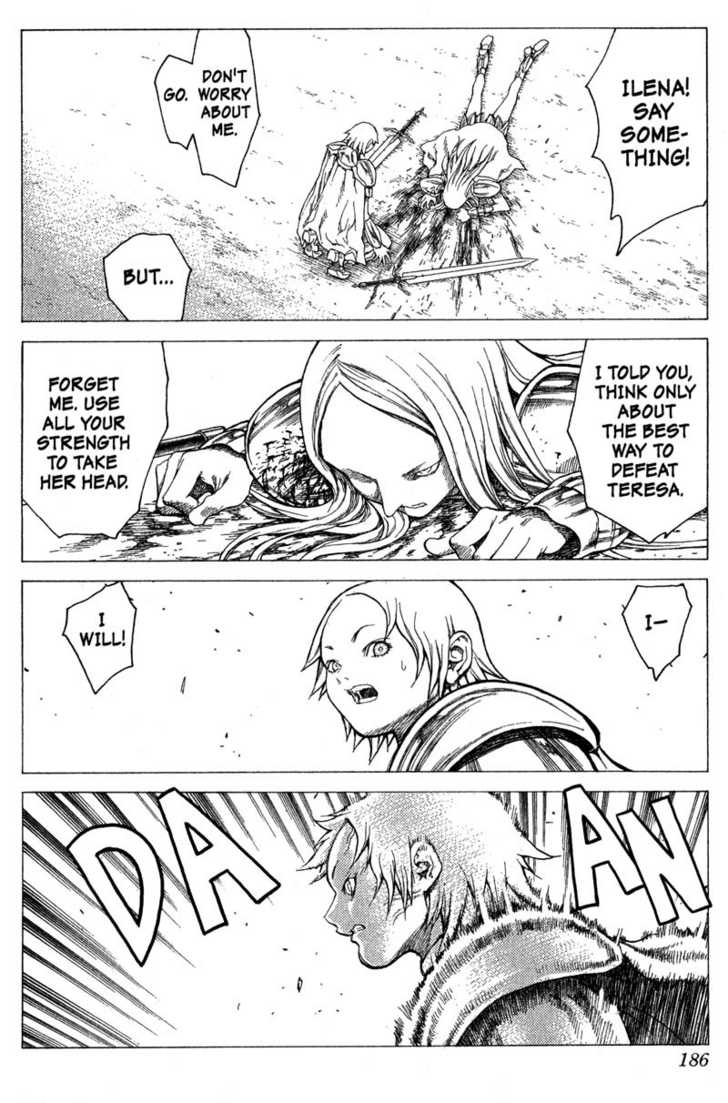 ILENA!
SAY
SOME-
THING!
DON'T
GO. WORRY
ABOUT
ME.
BUT...
I TOLD YOU,
THINK ONLY
ABOUT
THE BEST
WAY TO
DEFEAT
TERESA.
FORGET
ME. USE
ALL YOUR
STRENGTH
TO TAKE
HER HEAD.
I–
I
WILL!
DA
AN
186